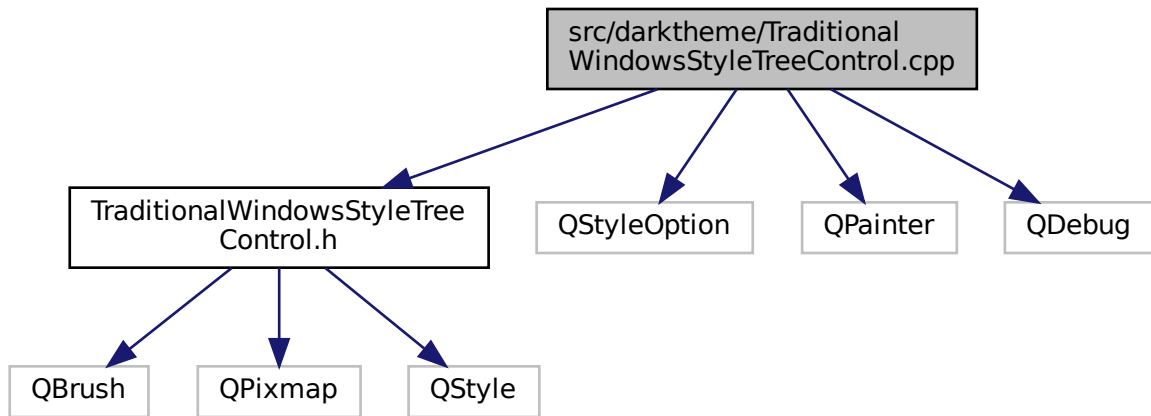 src/darktheme/Traditional
WindowsStyleTreeControl.cpp
TraditionalWindowsStyleTree
Control.h
QStyleOption
QPainter
QDebug
QBrush
QPixmap
QStyle